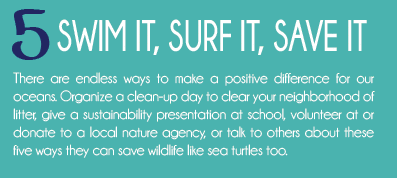 5 SWIM IT, SURF IT, SAVE IT
There are endless ways to make a positive difference for our
oceans. Organize a clean-up day to clear your neighborhood of
litter, give a sustainability presentation at school, volunteer at or
donate to a local nature agency, or talk to others about these
five ways they can save wildlife like sea turtles too.